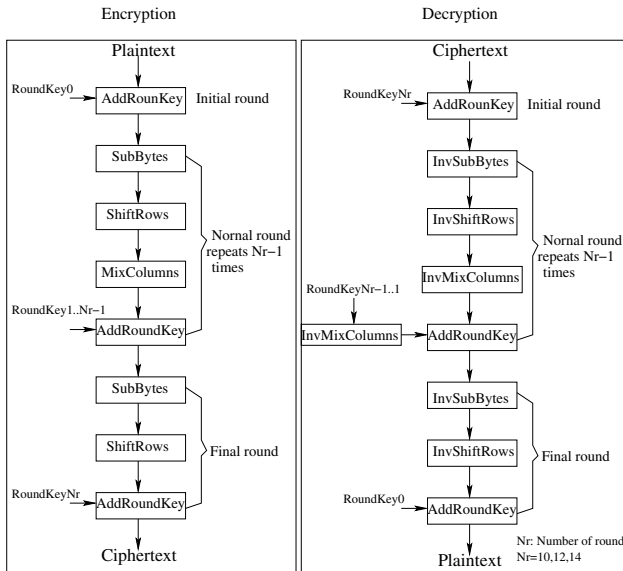 Encryption
Plaintext
RoundKey0
AddRounKey
Initial round
SubBytes
ShiftRows
Nornal round
repeats Nr−1
times
MixColumns
RoundKey1..Nr−1
AddRoundKey
SubBytes
ShiftRows
Final round
RoundKeyNr
AddRoundKey
Ciphertext
Decryption
Ciphertext
RoundKeyNr
AddRounKey
Initial round
InvSubBytes
InvShiftRows
Nornal round
repeats Nr−1
times
InvMixColumns
RoundKeyNr−1..1
InvMixColumns
AddRoundKey
InvSubBytes
InvShiftRows
Final round
RoundKey0
AddRoundKey
Plaintext
Nr: Number of round
Nr=10,12,14